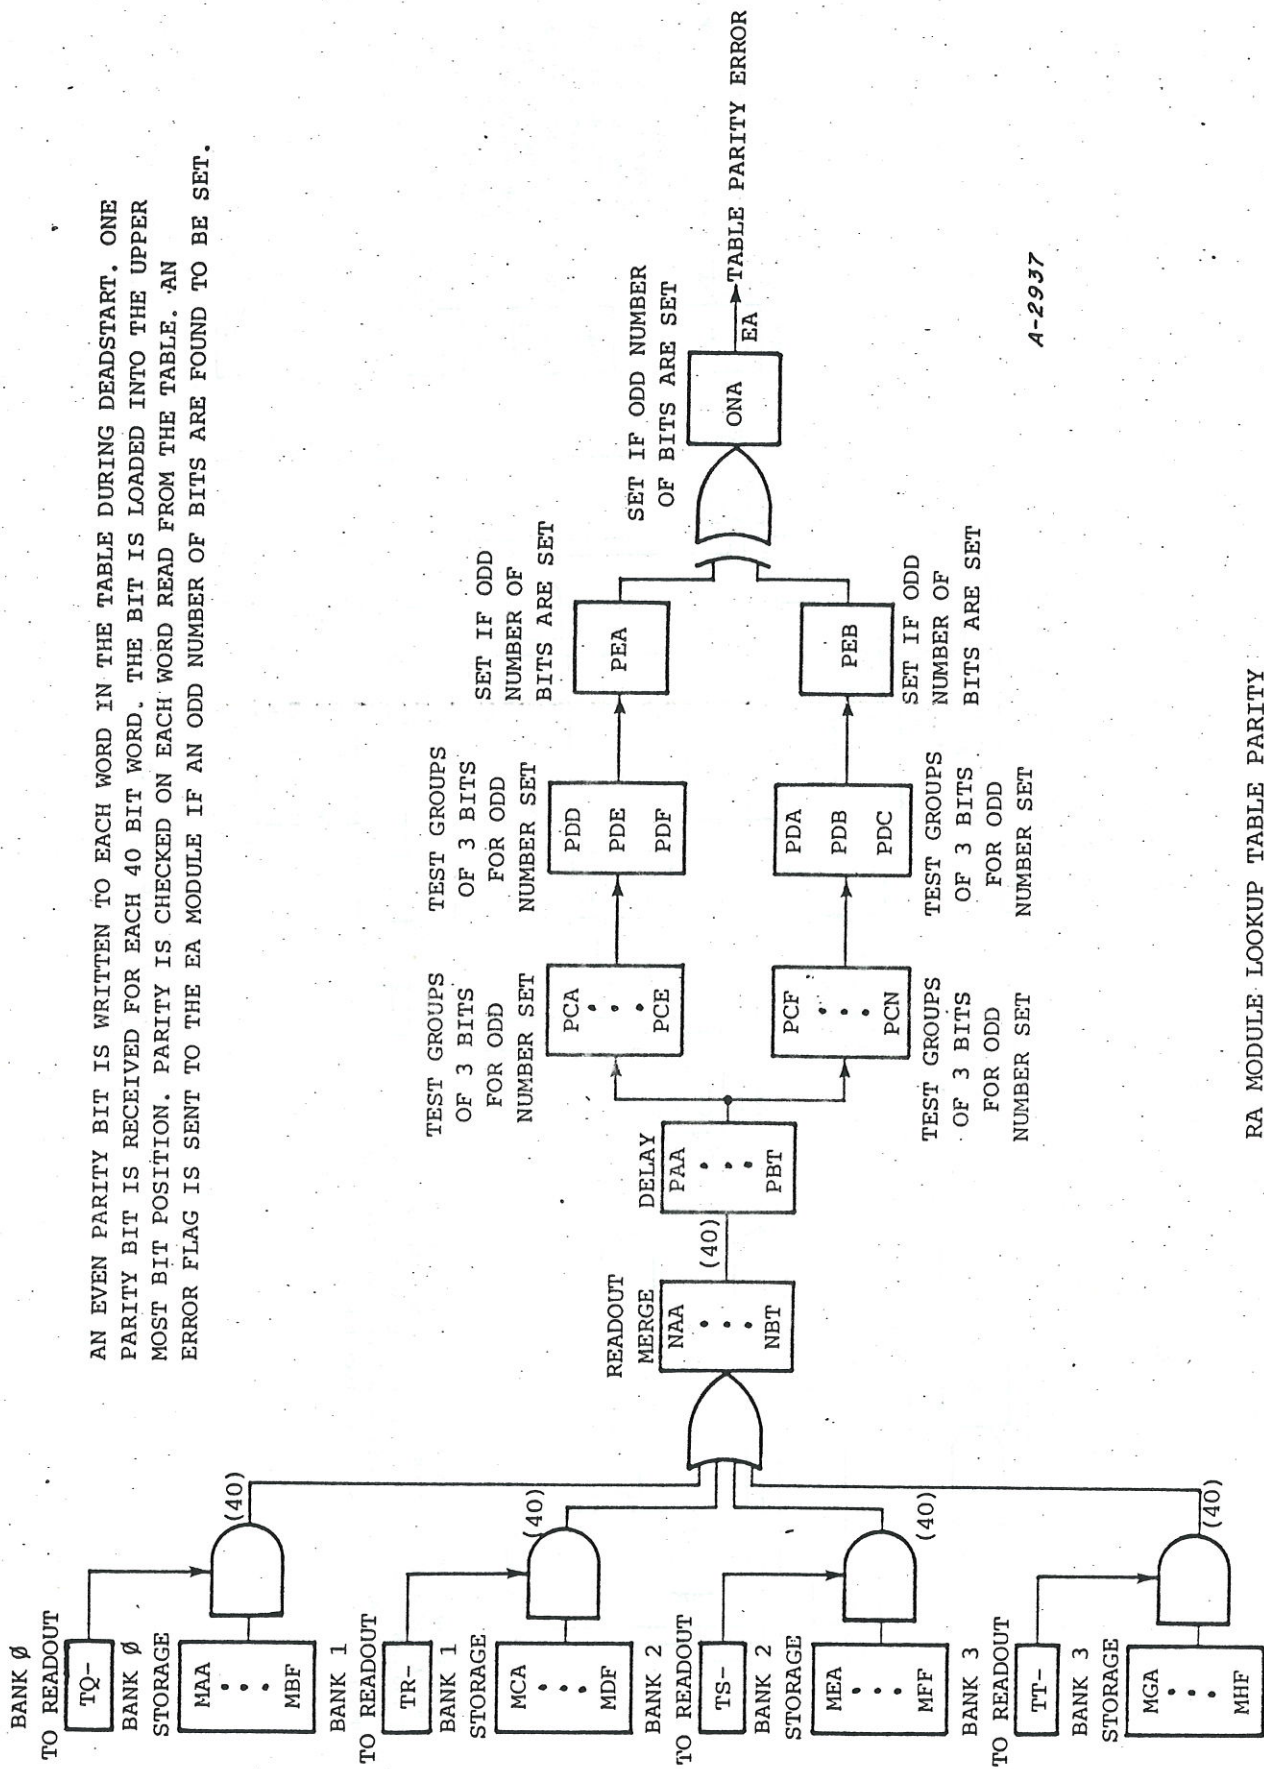 AN EVEN PARITY BIT IS WRITTEN TO EACH WORD IN THE TABLE DURING DEADSTART. ONE
PARITY BIT IS RECEIVED FOR EACH 40 BIT WORD. THE BIT IS LOADED INTO THE UPPER
MOST BIT POSITION. PARITY IS CHECKED ON EACH WORD READ FROM THE TABLE. AN
ERROR FLAG IS SENT TO THE EA MODULE IF AN ODD NUMBER OF BITS ARE FOUND TO BE SET.
BANK Ø
TO READOUT
TQ-
BANK Ø
STORAGE
MAA
MBF
(40)
BANK 1
TO READOUT
TR-
BANK 1
STORAGE
MCA
MDF
(40)
BANK 2
TO READOUT
TS-
BANK 2
STORAGE
MEA
MFF
(40)
BANK 3
TO READOUT
TT-
BANK 3
STORAGE
MGA
MHF
(40)
READOUT
MERGE
NAA
NBT
(40)
DELAY
PAA
PBT
TEST GROUPS
OF 3 BITS
FOR ODD
NUMBER SET
PCA
PCE
TEST GROUPS
OF 3 BITS
FOR ODD
NUMBER SET
PDD
PDE
PDF
SET IF ODD
NUMBER OF
BITS ARE SET
PEA
PCF
PCN
TEST GROUPS
OF 3 BITS
FOR ODD
NUMBER SET
PDA
PDB
PDC
TEST GROUPS
OF 3 BITS
FOR ODD
NUMBER SET
PEB
SET IF ODD
NUMBER OF
BITS ARE SET
SET IF ODD NUMBER
OF BITS ARE SET
ONA
EA
TABLE PARITY ERROR
A-2937
RA MODULE LOOKUP TABLE PARITY